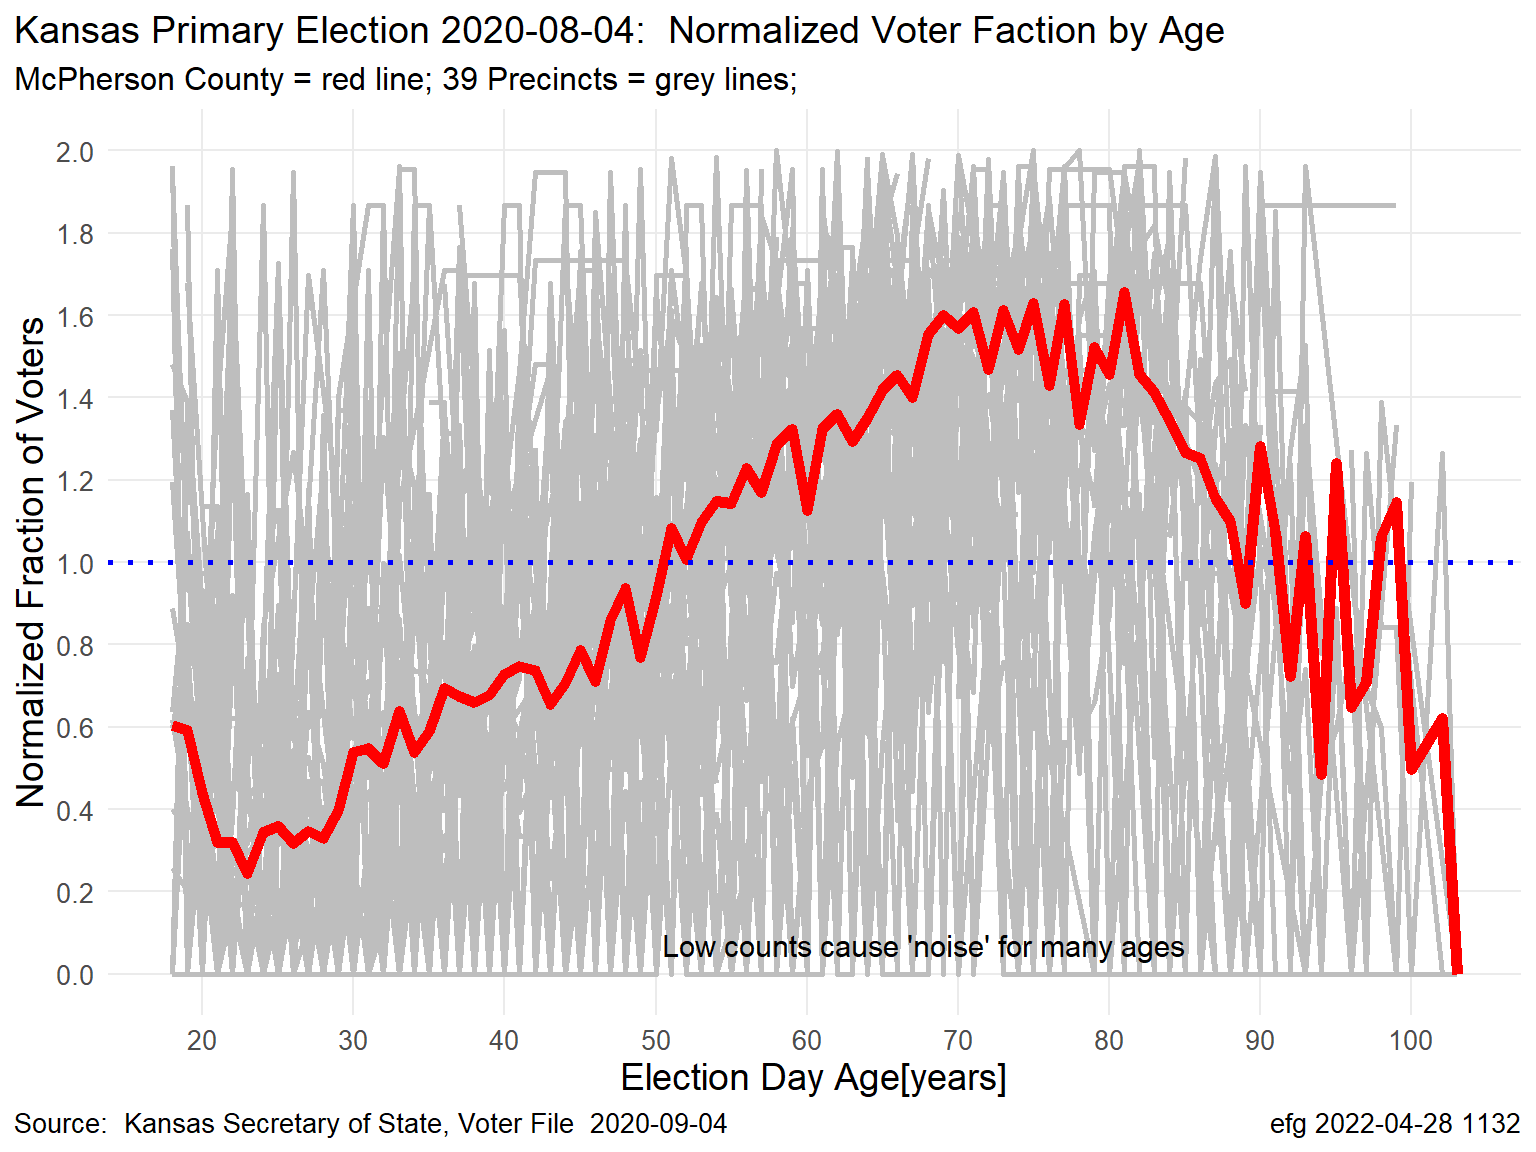 Kansas Primary Election 2020-08-04:  Normalized Voter Faction by Age
McPherson County = red line; 39 Precincts = grey lines;
Normalized Fraction of Voters
2.0
1.8
1.6
1.4
1.2
1.0
0.8
0.6
0.4
0.2
0.0
Low counts cause 'noise' for many ages
20 30 40 50 60 70 80 90 100
Election Day Age[years]
Source:  Kansas Secretary of State, Voter File  2020-09-04
efg 2022-04-28 1132